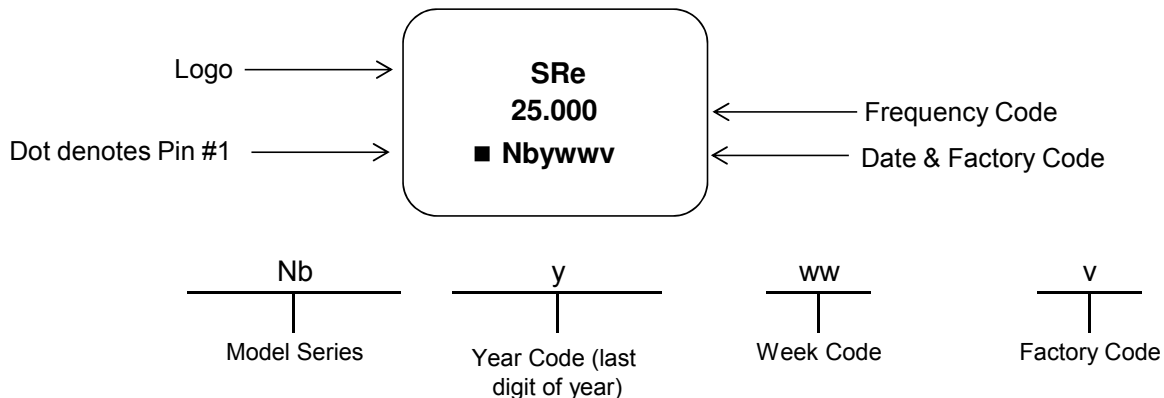 Logo
SRe
25.000
Frequency Code
Dot denotes Pin #1
■ Nbywwv
Date & Factory Code
Nb
y
ww
v
Model Series
Year Code (last
digit of year)
Week Code
Factory Code